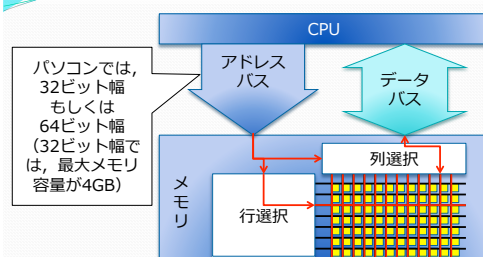 CPU
パソコンでは,
32ビット幅
もしくは
64ビット幅
(32ビット幅で
は,最大メモリ
容量が4GB)
アドレス
バス
データ
バス
メモリ
列選択
行選択